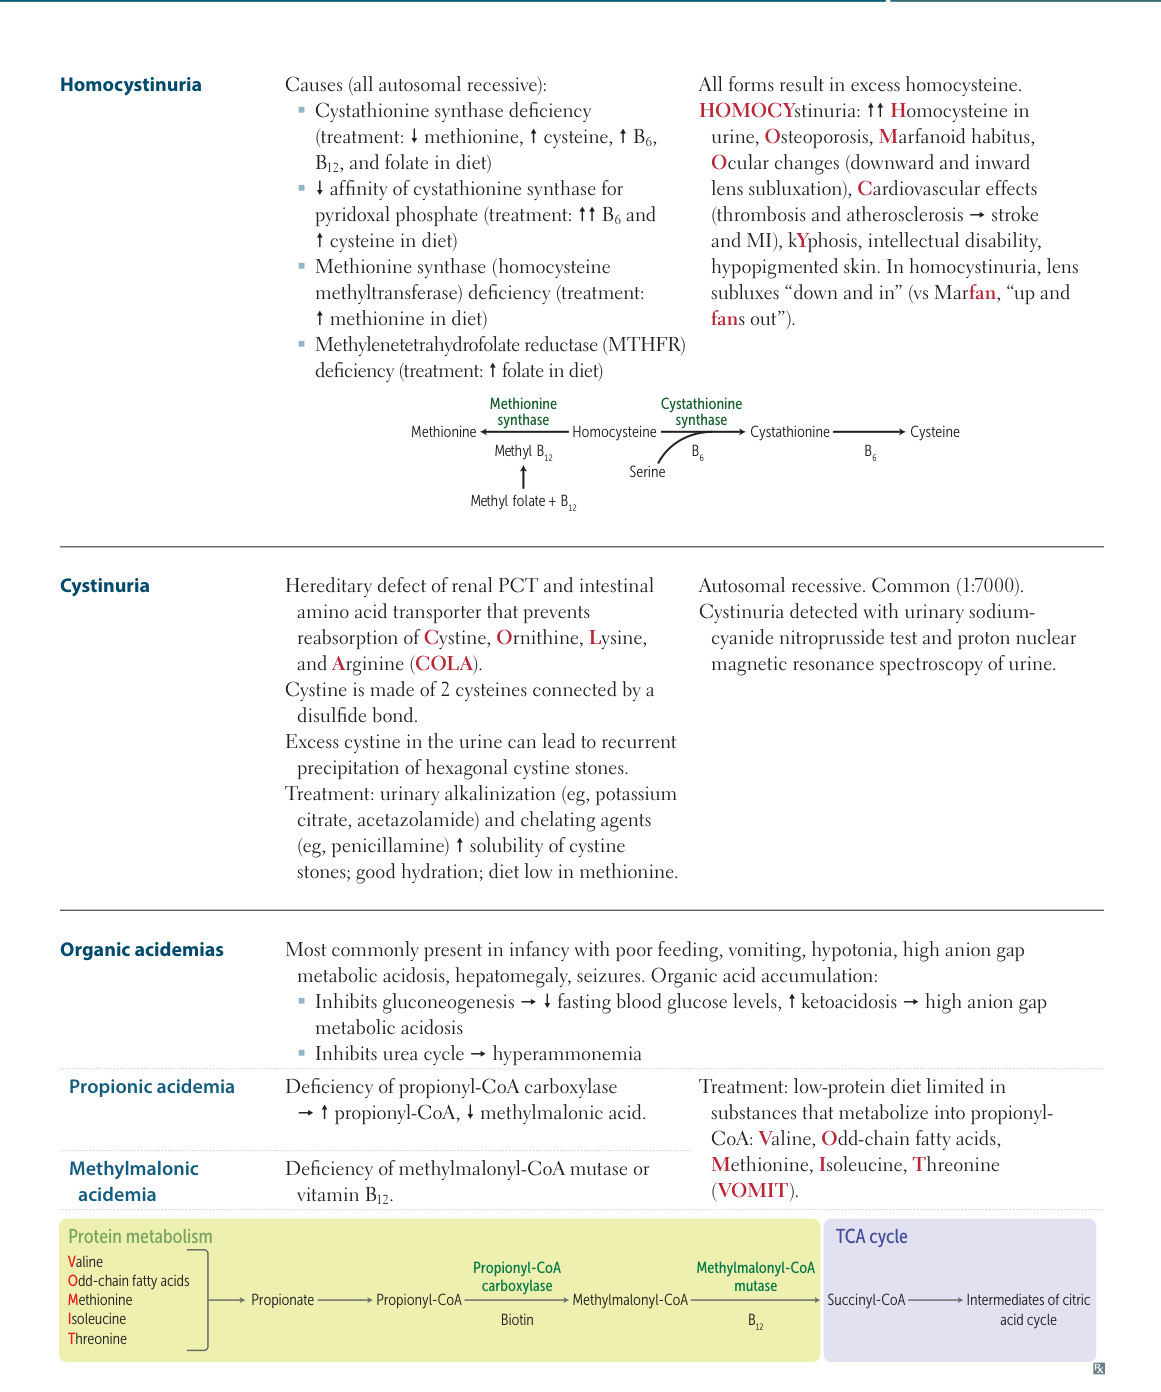 Homocystinuria
Causes (all autosomal recessive):
▪ Cystathionine synthase deficiency
(treatment: ↓ methionine, ↑ cysteine, ↑ B6,
B12, and folate in diet)
▪ ↓ affinity of cystathionine synthase for
pyridoxal phosphate (treatment: ↑↑ B6 and
↑ cysteine in diet)
▪ Methionine synthase (homocysteine
methyltransferase) deficiency (treatment:
↑ methionine in diet)
▪ Methylenetetrahydrofolate reductase (MTHFR)
deficiency (treatment: ↑ folate in diet)
All forms result in excess homocysteine.
HOMOCYstinuria: ↑↑ Homocysteine in
urine, Osteoporosis, Marfanoid habitus,
Ocular changes (downward and inward
lens subluxation), Cardiovascular effects
(thrombosis and atherosclerosis → stroke
and MI), kYphosis, intellectual disability,
hypopigmented skin. In homocystinuria, lens
subluxes “down and in” (vs Marfan, “up and
fans out”).
Methionine
synthase
Cystathionine
synthase
Methionine
Homocysteine
Cystathionine
Cysteine
Methyl B12
B6
B6
Serine
Methyl folate + B12
Cystinuria
Hereditary defect of renal PCT and intestinal
amino acid transporter that prevents
reabsorption of Cystine, Ornithine, Lysine,
and Arginine (COLA).
Cystine is made of 2 cysteines connected by a
disulfide bond.
Excess cystine in the urine can lead to recurrent
precipitation of hexagonal cystine stones.
Treatment: urinary alkalinization (eg, potassium
citrate, acetazolamide) and chelating agents
(eg, penicillamine) ↑ solubility of cystine
stones; good hydration; diet low in methionine.
Autosomal recessive. Common (1:7000).
Cystinuria detected with urinary sodium-
cyanide nitroprusside test and proton nuclear
magnetic resonance spectroscopy of urine.
Organic acidemias
Most commonly present in infancy with poor feeding, vomiting, hypotonia, high anion gap
metabolic acidosis, hepatomegaly, seizures. Organic acid accumulation:
▪ Inhibits gluconeogenesis → ↓ fasting blood glucose levels, ↑ ketoacidosis → high anion gap
metabolic acidosis
▪ Inhibits urea cycle → hyperammonemia
Propionic acidemia
Deficiency of propionyl-CoA carboxylase
→ ↑ propionyl-CoA, ↓ methylmalonic acid.
Treatment: low-protein diet limited in
substances that metabolize into propionyl-
CoA: Valine, Odd-chain fatty acids,
Methionine, Isoleucine, Threonine
(VOMIT).
Methylmalonic
acidemia
Deficiency of methylmalonyl-CoA mutase or
vitamin B12.
Protein metabolism
Valine
Odd-chain fatty acids
Methionine
Isoleucine
Threonine
Propionate
Propionyl-CoA
Propionyl-CoA
carboxylase
Biotin
Methylmalonyl-CoA
Methylmalonyl-CoA
mutase
B12
TCA cycle
Succinyl-CoA
Intermediates of citric
acid cycle
Rx